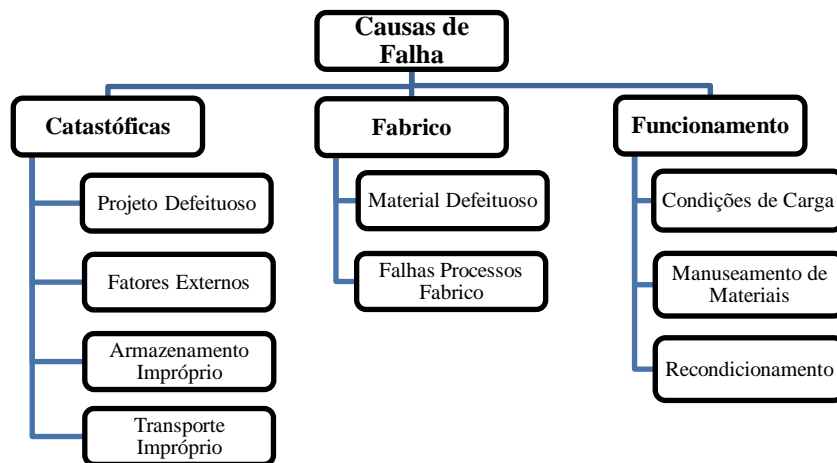 Causas de
Falha
Catastóficas
Projeto Defeituoso
Fatores Externos
Armazenamento
Impróprio
Transporte
Impróprio
Fabrico
Material Defeituoso
Falhas Processos
Fabrico
Funcionamento
Condições de Carga
Manuseamento de
Materiais
Recondicionamento